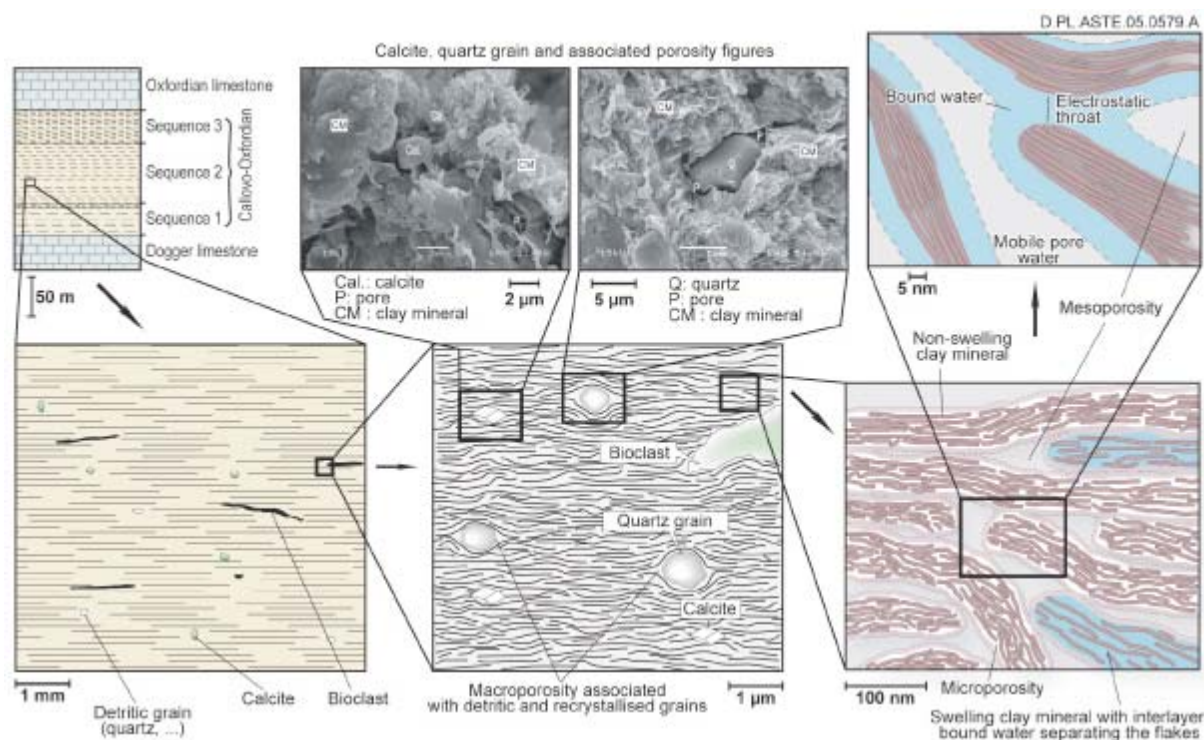 D.PL.ASTE.05.0579.A
Calcite, quartz grain and associated porosity figures
Oxfordian limestone
Sequence 3
Sequence 2
Sequence 1
Callovo-Oxfordian
Dogger limestone
50 m
CM
CM
Cal.: calcite
P: pore
CM : clay mineral
2 µm
CM
CM
Q
P
5 µm
Q: quartz
P: pore
CM : clay mineral
Bound water
Electrostatic
throat
Mobile pore
water
5 nm
Mesoporosity
Non-swelling
clay mineral
Bioclast
Quartz grain
Calcite
1 mm
Detritic grain
(quartz, ...)
Calcite
Bioclast
Macroporosity associated
with detritic and recrystallised grains
1 µm
100 nm
Microporosity
Swelling clay mineral with interlayer
bound water separating the flakes